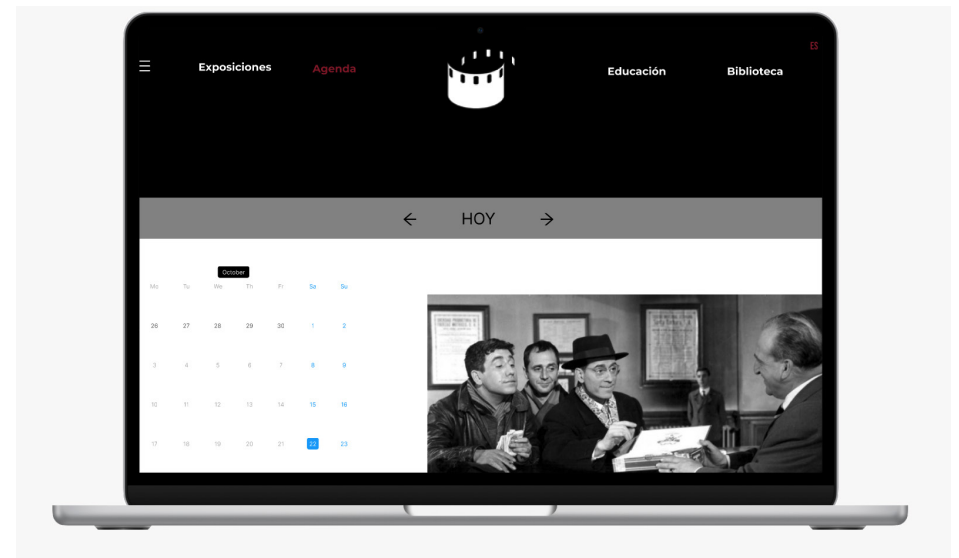 ES
Exposiciones Agenda Educación Biblioteca
HOY
October
Mo Tu We Th Fr Sa Su
26 27 28 29 30 1 2
3 4 5 6 7 8 9
10 11 12 13 14 15 16
17 18 19 20 21 22 23